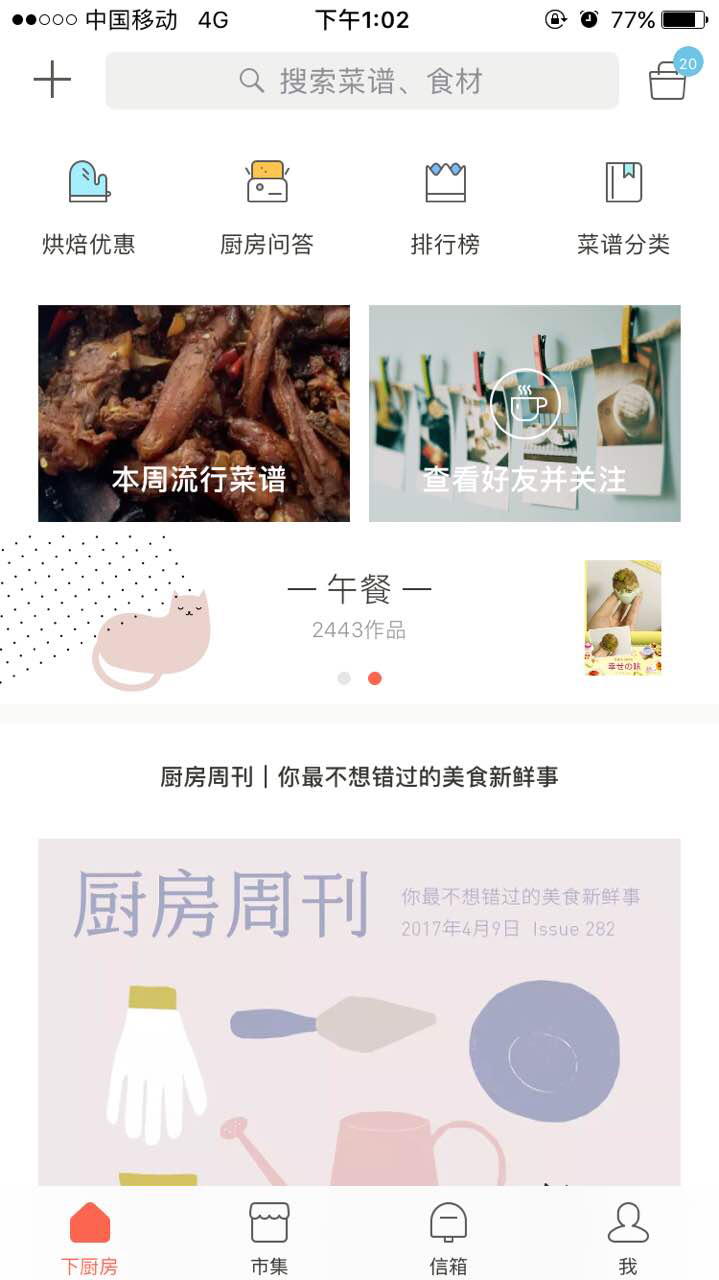 中国移动 4G 下午1:02 77%
搜索菜谱、食材 20
烘焙优惠 厨房问答 排行榜 菜谱分类
本周流行菜谱 查看好友并关注
午餐
2443作品
幸せの味
厨房周刊｜你最不想错过的美食新鲜事
厨房周刊
你最不想错过的美食新鲜事
2017年4月9日 Issue 282
下厨房 市集 信箱 我